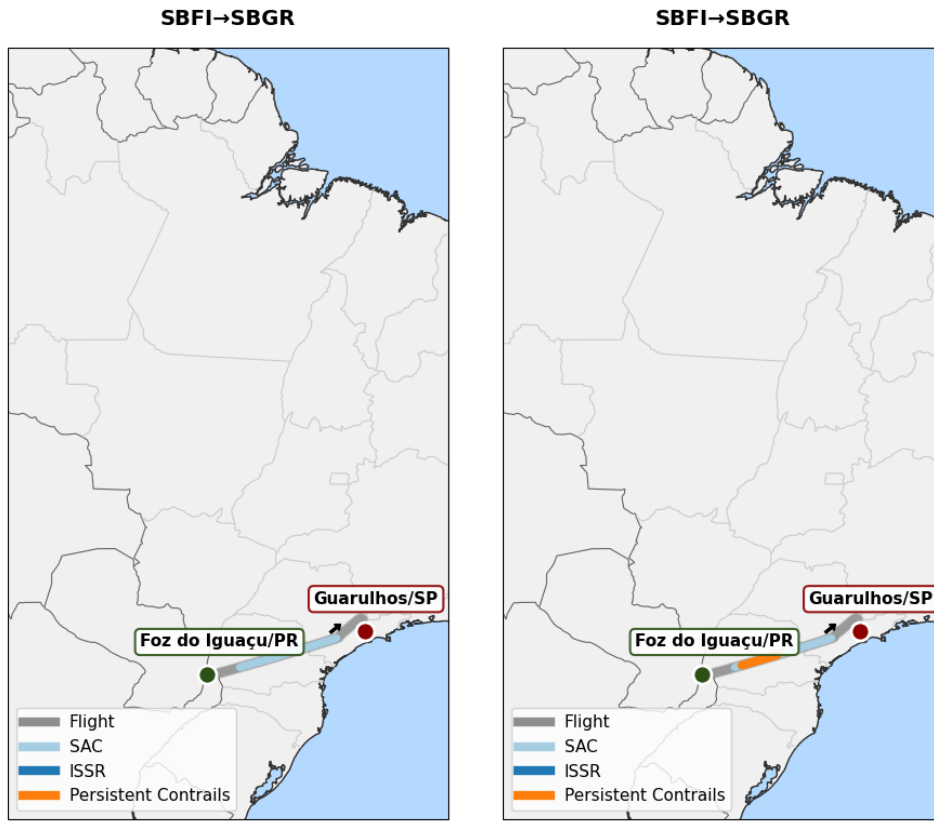 SBFI→SBGR
Guarulhos/SP
Foz do Iguaçu/PR
Flight
SAC
ISSR
Persistent Contrails
SBFI→SBGR
Guarulhos/SP
Foz do Iguaçu/PR
Flight
SAC
ISSR
Persistent Contrails